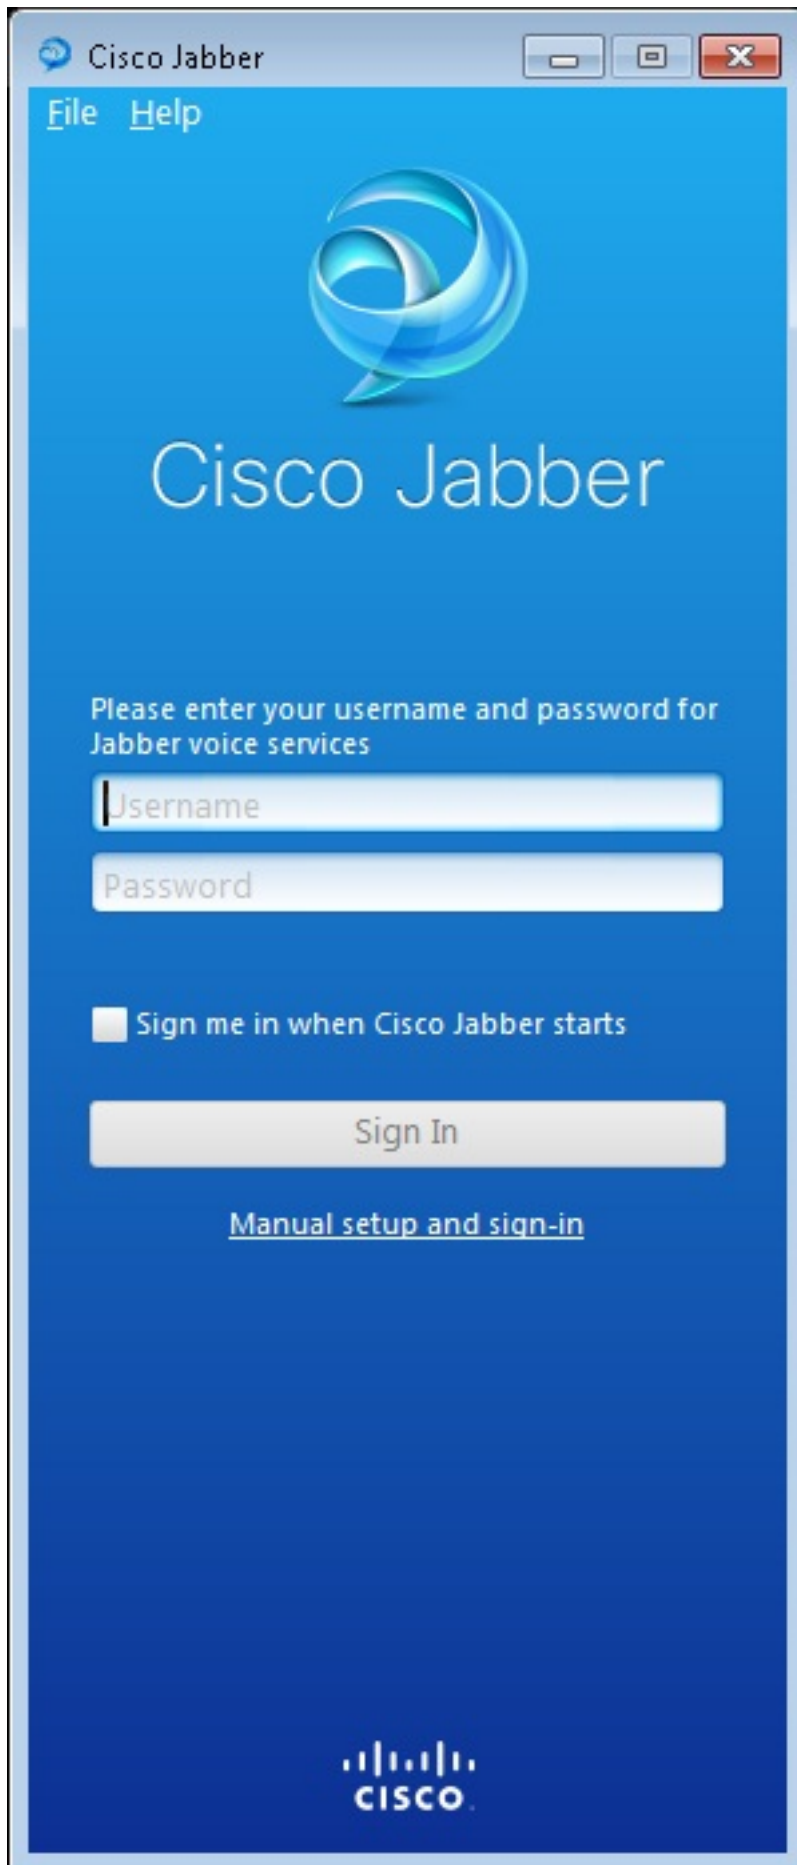 Cisco Jabber
File Help
Cisco Jabber
Please enter your username and password for
Jabber voice services
Username
Password
Sign me in when Cisco Jabber starts
Sign In
Manual setup and sign-in
CISCO.